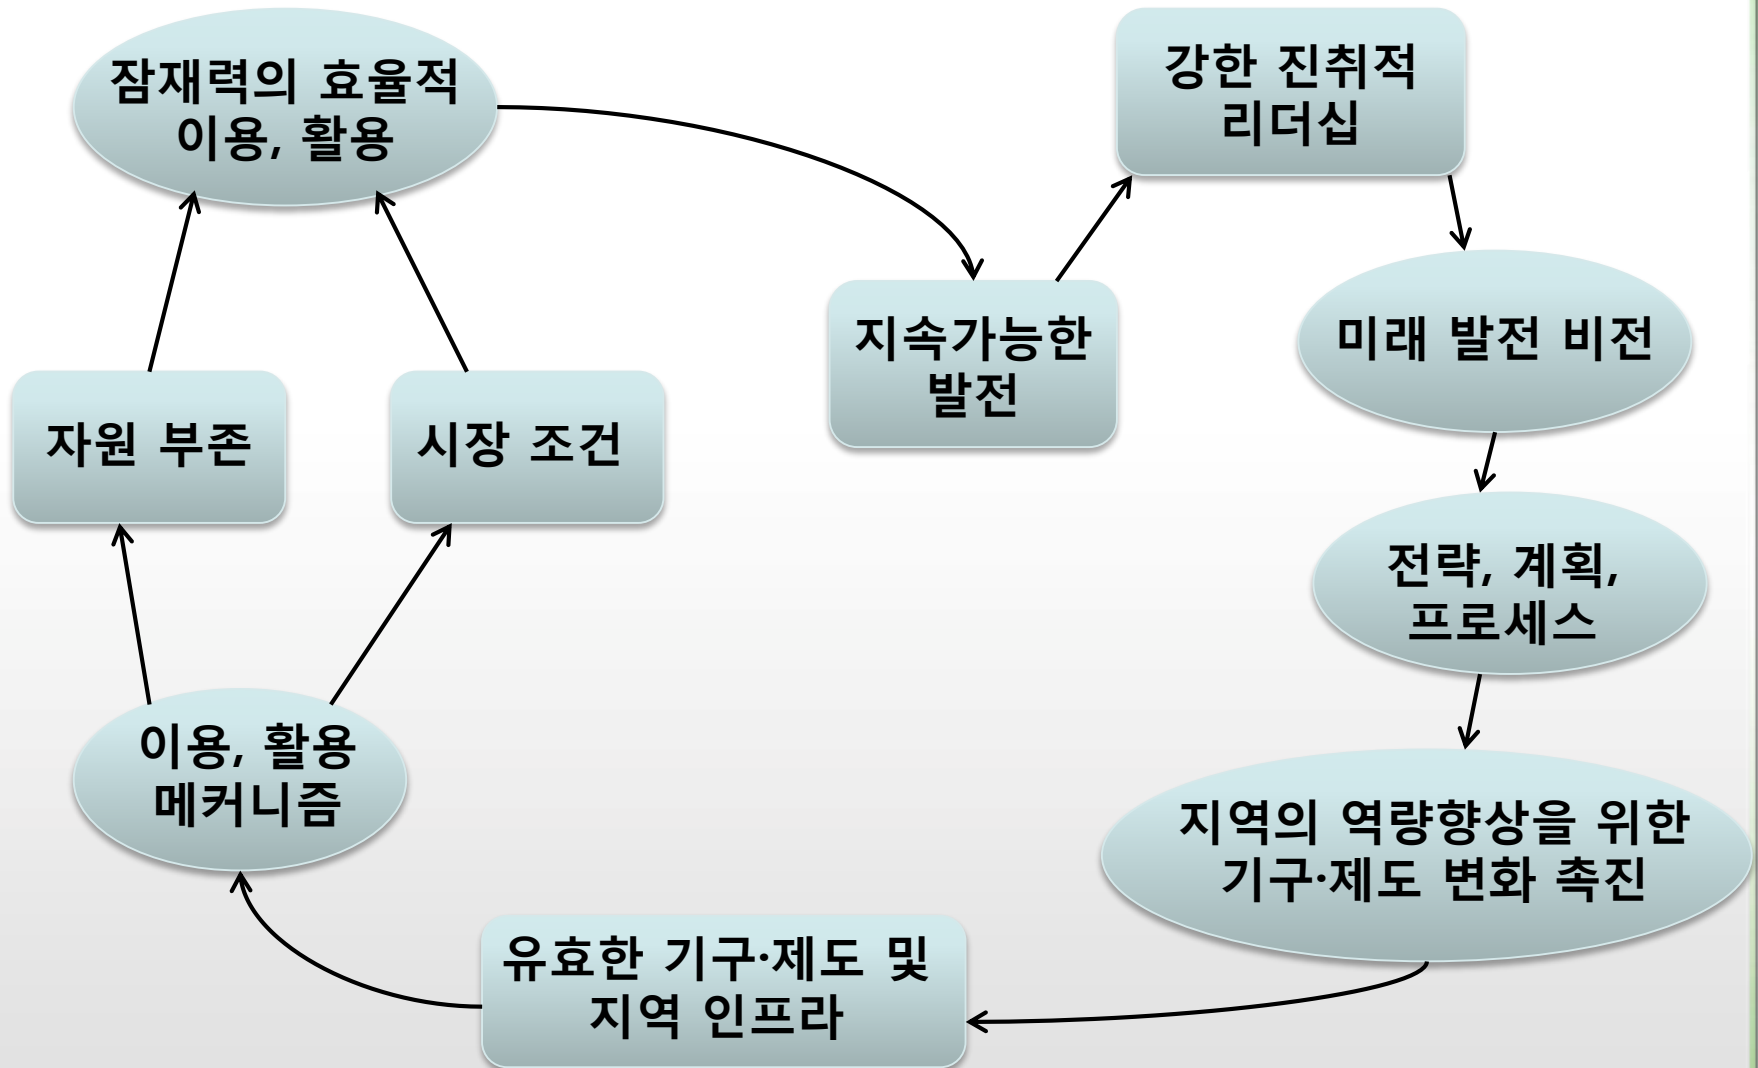 잠재력의 효율적
이용, 활용
강한 진취적
리더십
지속가능한
발전
미래 발전 비전
자원 부존
시장 조건
전략, 계획,
프로세스
이용, 활용
메커니즘
지역의 역량향상을 위한
기구·제도 변화 촉진
유효한 기구·제도 및
지역 인프라